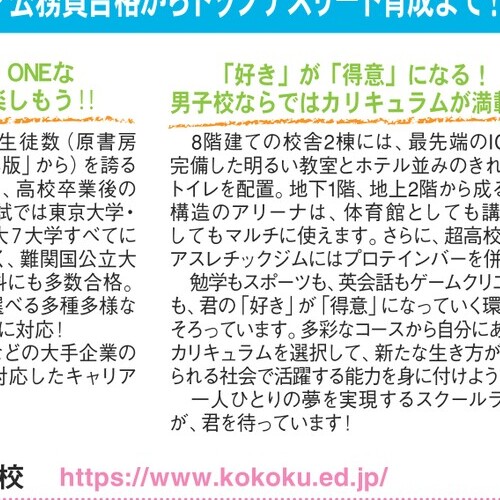 公務員合格からトップアスリート育成まで!
ONEな
楽しもう!!
生徒数（原書房
版」から）を誇る
、高校卒業後の
試では東京大学・
大7大学すべてに
く、難関国公立大
科にも多数合格。
選べる多種多様な
に対応!
などの大手企業の
対応したキャリア
「好き」が「得意」になる!
男子校ならではカリキュラムが満載
8階建ての校舎2棟には、最先端のIC
完備した明るい教室とホテル並みのきれ
トイレを配置。地下1階、地上2階から成る
構造のアリーナは、体育館としても講
してもマルチに使えます。さらに、超高校
アスレチックジムにはプロテインバーを併
勉学もスポーツも、英会話もゲームクリエ
も、君の「好き」が「得意」になっていく環
そろっています。多彩なコースから自分にあ
カリキュラムを選択して、新たな生き方が
られる社会で活躍する能力を身に付けよう
一人ひとりの夢を実現するスクールラ
が、君を待っています!
校 https://www.kokoku.ed.jp/